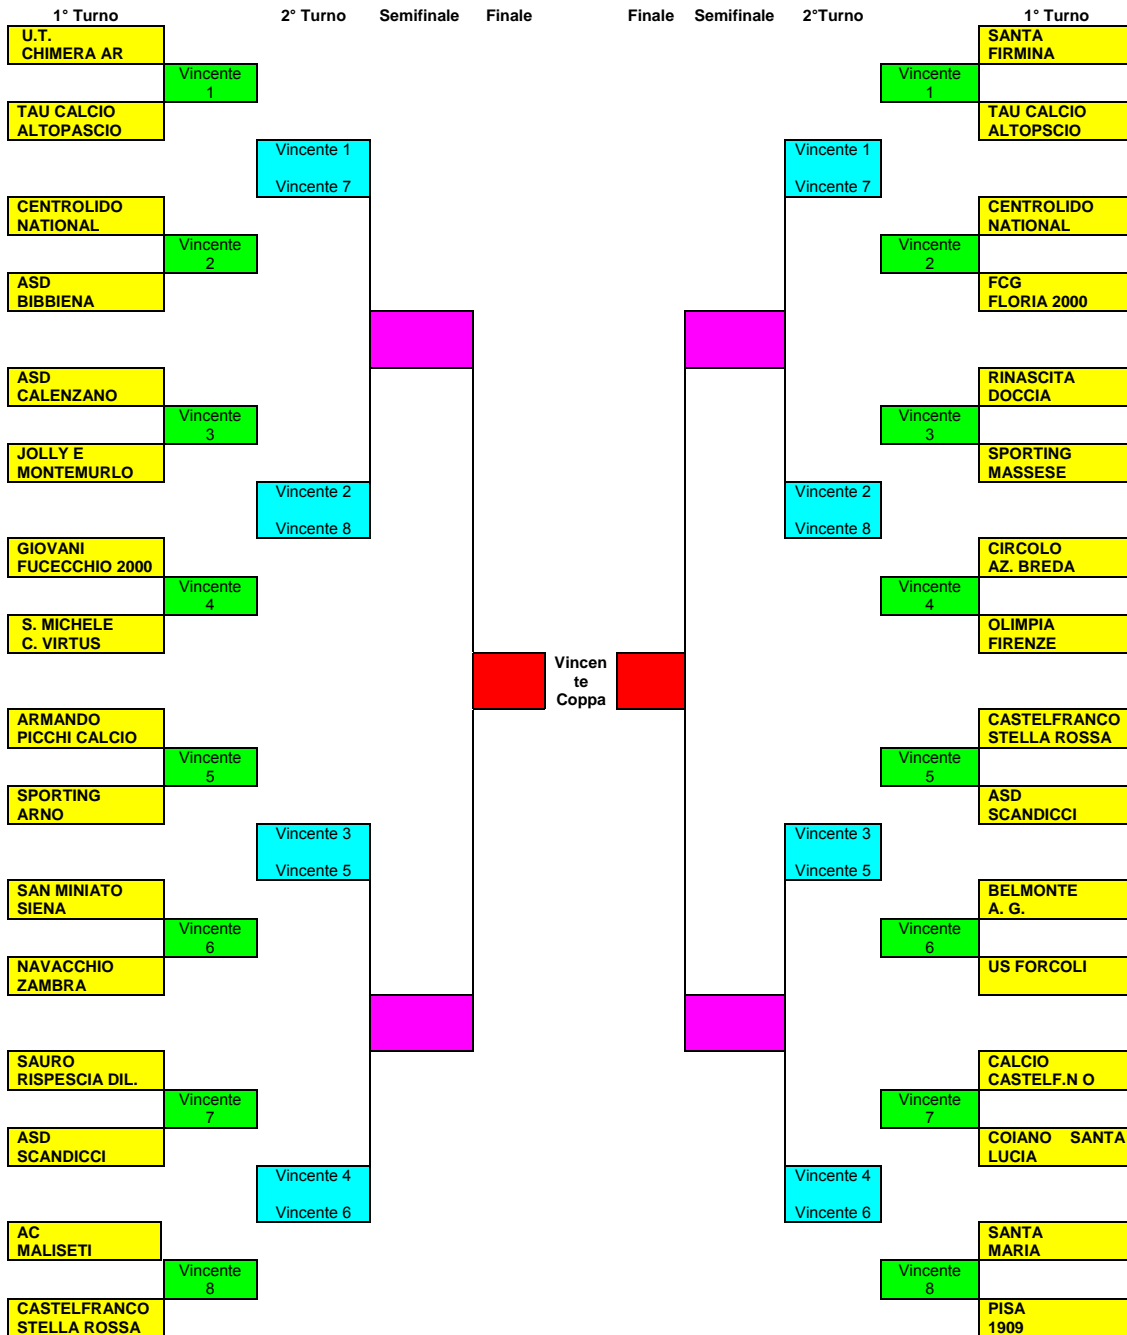 1° Turno 2° Turno Semifinale Finale Finale Semifinale 2°Turno 1° Turno
U.T.
CHIMERA AR
SANTA
FIRMINA
Vincente
1
Vincente
1
TAU CALCIO
ALTOPASCIO
TAU CALCIO
ALTOPSCIO
Vincente 1
Vincente 7
Vincente 1
Vincente 7
CENTROLIDO
NATIONAL
CENTROLIDO
NATIONAL
Vincente
2
Vincente
2
ASD
BIBBIENA
FCG
FLORIA 2000
ASD
CALENZANO
RINASCITA
DOCCIA
Vincente
3
Vincente
3
JOLLY E
MONTEMURLO
SPORTING
MASSESE
Vincente 2
Vincente 8
Vincente 2
Vincente 8
GIOVANI
FUCECCHIO 2000
CIRCOLO
AZ. BREDA
Vincente
4
Vincente
4
S. MICHELE
C. VIRTUS
OLIMPIA
FIRENZE
Vincen
te
Coppa
ARMANDO
PICCHI CALCIO
CASTELFRANCO
STELLA ROSSA
Vincente
5
Vincente
5
SPORTING
ARNO
ASD
SCANDICCI
Vincente 3
Vincente 5
Vincente 3
Vincente 5
SAN MINIATO
SIENA
BELMONTE
A. G.
Vincente
6
Vincente
6
NAVACCHIO
ZAMBRA
US FORCOLI
SAURO
RISPESCIA DIL.
CALCIO
CASTELF.N O
Vincente
7
Vincente
7
ASD
SCANDICCI
COIANO SANTA
LUCIA
Vincente 4
Vincente 6
Vincente 4
Vincente 6
AC
MALISETI
SANTA
MARIA
Vincente
8
Vincente
8
CASTELFRANCO
STELLA ROSSA
PISA
1909